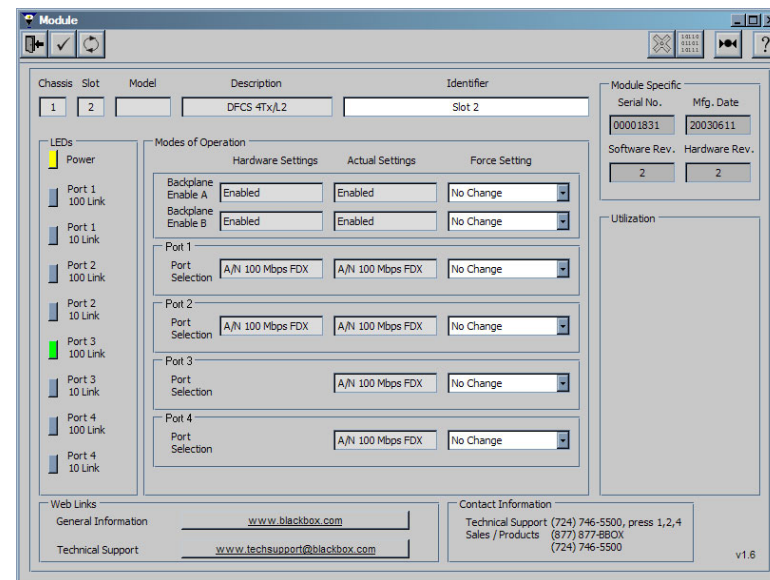 Module
?
Chassis Slot Model Description Identifier
1 2 DFCS 4Tx/L2 Slot 2
Module Specific
Serial No. Mfg. Date
00001831 20030611
Software Rev. Hardware Rev.
2 2
LEDs
Power
Port 1
100 Link
Port 1
10 Link
Port 2
100 Link
Port 2
10 Link
Port 3
100 Link
Port 3
10 Link
Port 4
100 Link
Port 4
10 Link
Modes of Operation
Hardware Settings Actual Settings Force Setting
Backplane
Enable A Enabled Enabled No Change
Backplane
Enable B Enabled Enabled No Change
Port 1
Port
Selection A/N 100 Mbps FDX A/N 100 Mbps FDX No Change
Port 2
Port
Selection A/N 100 Mbps FDX A/N 100 Mbps FDX No Change
Port 3
Port
Selection A/N 100 Mbps FDX No Change
Port 4
Port
Selection A/N 100 Mbps FDX No Change
Utilization
Web Links
General Information www.blackbox.com
Technical Support www.techsupport@blackbox.com
Contact Information
Technical Support (724) 746-5500, press 1,2,4
Sales / Products (877) 877-BBOX
(724) 746-5500
v1.6